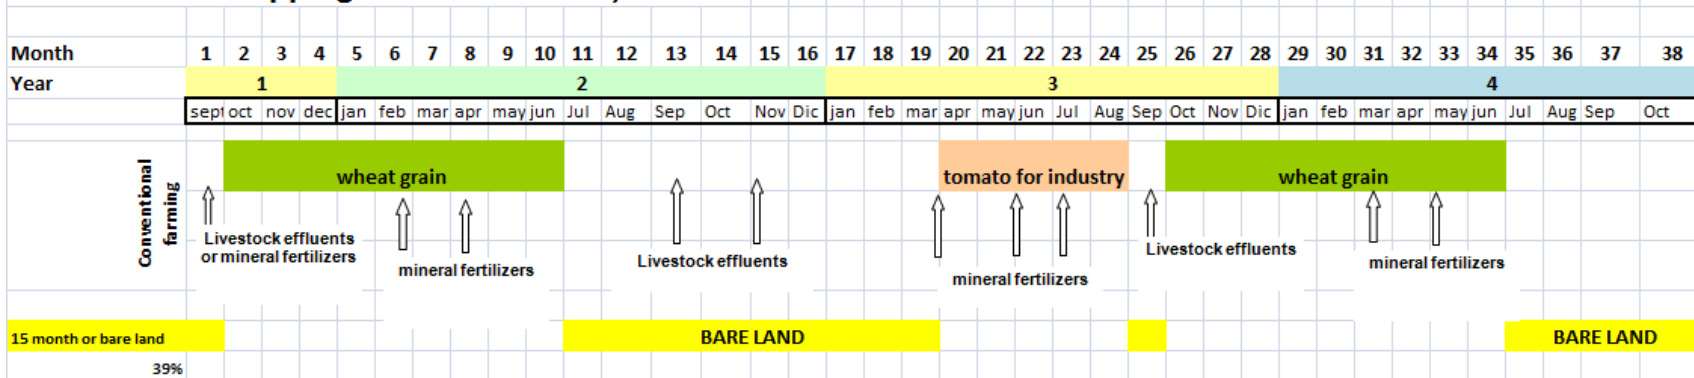 Month 1 2 3 4 5 6 7 8 9 10 11 12 13 14 15 16 17 18 19 20 21 22 23 24 25 26 27 28 29 30 31 32 33 34 35 36 37 38
Year 1 2 3 4
sept oct nov dec jan feb mar apr may jun Jul Aug Sep Oct Nov Dic jan feb mar apr may jun Jul Aug Sep Oct Nov Dic jan feb mar apr may jun Jul Aug Sep Oct
Conventional
farming
wheat grain
tomato for industry
wheat grain
Livestock effluents
or mineral fertilizers
mineral fertilizers
Livestock effluents
mineral fertilizers
Livestock effluents
mineral fertilizers
15 month or bare land BARE LAND BARE LAND
39%